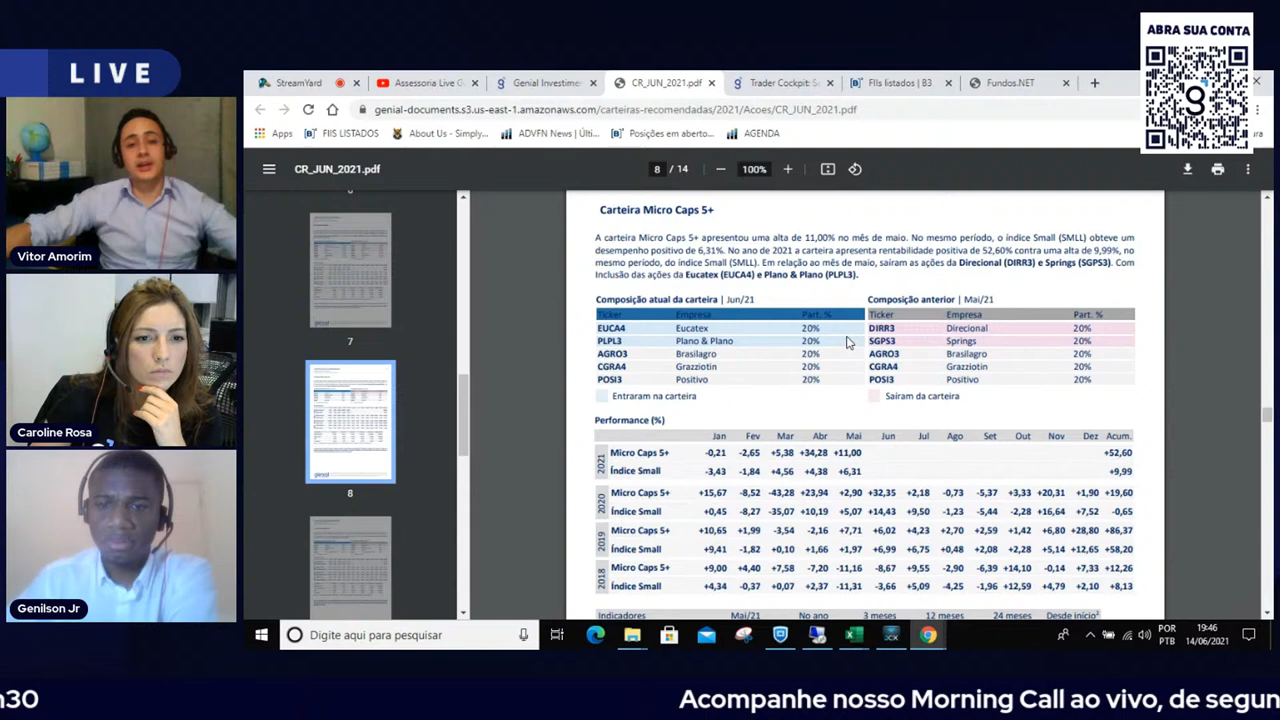 ABRA SUA CONTA
LIVE
StreamYard
Assessoria Live G
Genial Investime
CR_JUN_2021.pdf
Trader Cockpit: S
FIIs listados | B3
Fundos.NET
genial-documents.s3.us-east-1.amazonaws.com/carteiras-recomendadas/2021/Acoes/CR_JUN_2021.pdf
Apps
FIIS LISTADOS
About Us - Simply...
ADVFN News | Últi...
Posições em aberto...
AGENDA
CR_JUN_2021.pdf
8 / 14
100%
7
8
Carteira Micro Caps 5+
A carteira Micro Caps 5+ apresentou uma alta de 11,00% no mês de maio. No mesmo período, o índice Small (SMLL) obteve um
desempenho positivo de 6,31%. No ano de 2021 a carteira apresenta rentabilidade positiva de 52,60% contra uma alta de 9,99%, no
mesmo período, do índice Small (SMLL). Em relação ao mês de maio, saíram as ações da Direcional (DIRR3) e Springs (SGPS3). Com
Inclusão das ações da Eucatex (EUCA4) e Plano & Plano (PLPL3).
Composição atual da carteira | Jun/21
Ticker Empresa Part. %
EUCA4 Eucatex 20%
PLPL3 Plano & Plano 20%
AGRO3 Brasilagro 20%
CGRA4 Grazziotin 20%
POSI3 Positivo 20%
Entraram na carteira
Composição anterior | Mai/21
Ticker Empresa Part. %
DIRR3 Direcional 20%
SGPS3 Springs 20%
AGRO3 Brasilagro 20%
CGRA4 Grazziotin 20%
POSI3 Positivo 20%
Saíram da carteira
Performance (%)
Jan Fev Mar Abr Mai Jun Jul Ago Set Out Nov Dez Acum.
2021
Micro Caps 5+ -0,21 -2,65 +5,38 +34,28 +11,00 +52,60
Índice Small -3,43 -1,84 +4,56 +4,38 +6,31 +9,99
2020
Micro Caps 5+ +15,67 -8,52 -43,28 +23,94 +2,90 +32,35 +2,18 -0,73 -5,37 +3,33 +20,31 +1,90 +19,60
Índice Small +0,45 -8,27 -35,07 +10,19 +5,07 +14,43 +9,50 -1,23 -5,44 -2,28 +16,64 +7,52 -0,65
2019
Micro Caps 5+ +10,65 +1,29 -3,54 -2,16 +7,71 +6,02 +4,23 +2,70 +2,59 +1,42 +6,80 +28,80 +86,37
Índice Small +9,41 -1,82 +0,10 +1,66 +1,97 +6,99 +6,75 +0,48 +2,08 +2,28 +5,14 +12,65 +58,20
2018
Micro Caps 5+ +9,00 +4,40 +7,58 -7,20 -11,16 -8,67 +9,55 -2,90 -6,39 +14,10 -0,14 +7,33 +12,26
Índice Small +4,34 -0,37 +0,07 +2,37 -11,31 -3,66 +5,09 -4,25 -1,96 +12,59 +4,79 +2,10 +8,13
Indicadores Mai/21 No ano 3 meses 12 meses 24 meses Desde início²
Vitor Amorim
Caroline Rosa
Genilson Jr
Digite aqui para pesquisar
POR
PTB
19:46
14/06/2021
n30
Acompanhe nosso Morning Call ao vivo, de segun